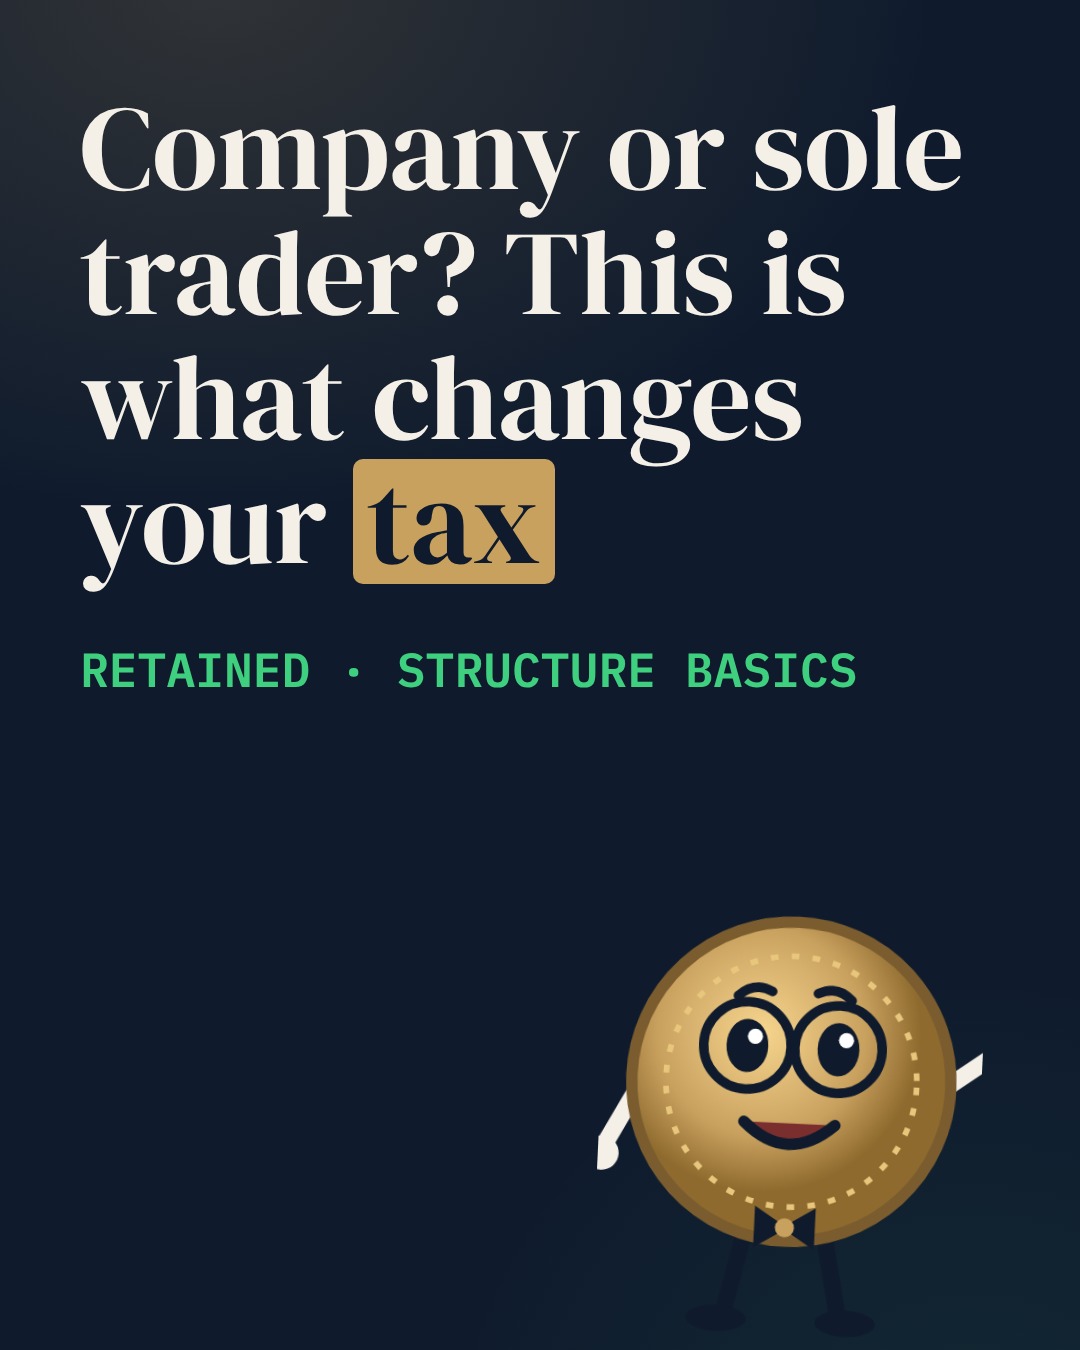 Company or sole
trader? This is
what changes
your tax
RETAINED · STRUCTURE BASICS